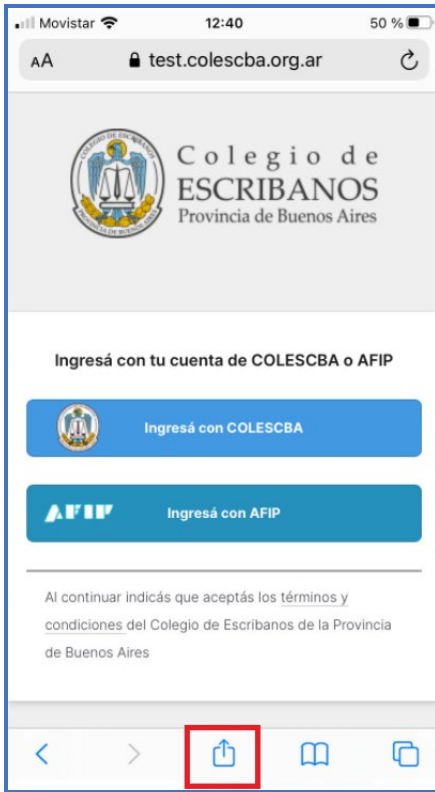 Movistar 12:40 50 %
AA test.colescba.org.ar
Colegio de
ESCRIBANOS
Provincia de Buenos Aires
Ingresá con tu cuenta de COLESCBA o AFIP
Ingresá con COLESCBA
AFIP Ingresá con AFIP
Al continuar indicás que aceptás los términos y
condiciones del Colegio de Escribanos de la Provincia
de Buenos Aires